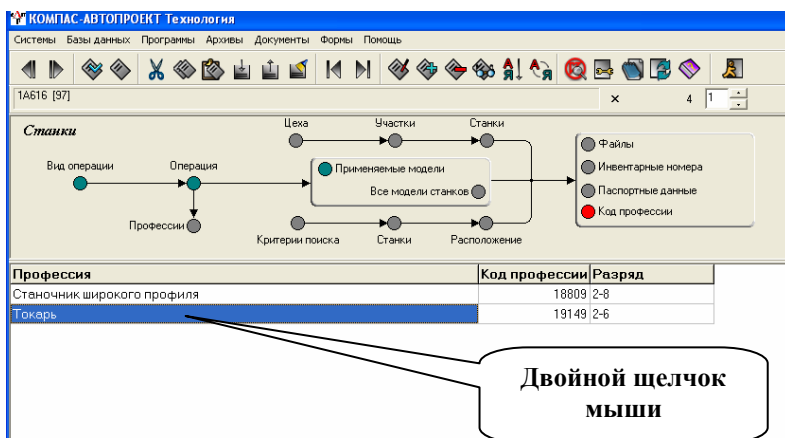 КОМПАС-АВТОПРОЕКТ Технология
Системы Базы данных Программы Архивы Документы Формы Помощь
1А616 [97] × 4 1
Станки
Цеха Участки Станки
Вид операции Операция
Применяемые модели
Все модели станков
Файлы
Инвентарные номера
Паспортные данные
Код профессии
Профессии
Критерии поиска Станки Расположение
Профессия Код профессии Разряд
Станочник широкого профиля 18809 2-8
Токарь 19149 2-6
Двойной щелчок
мыши